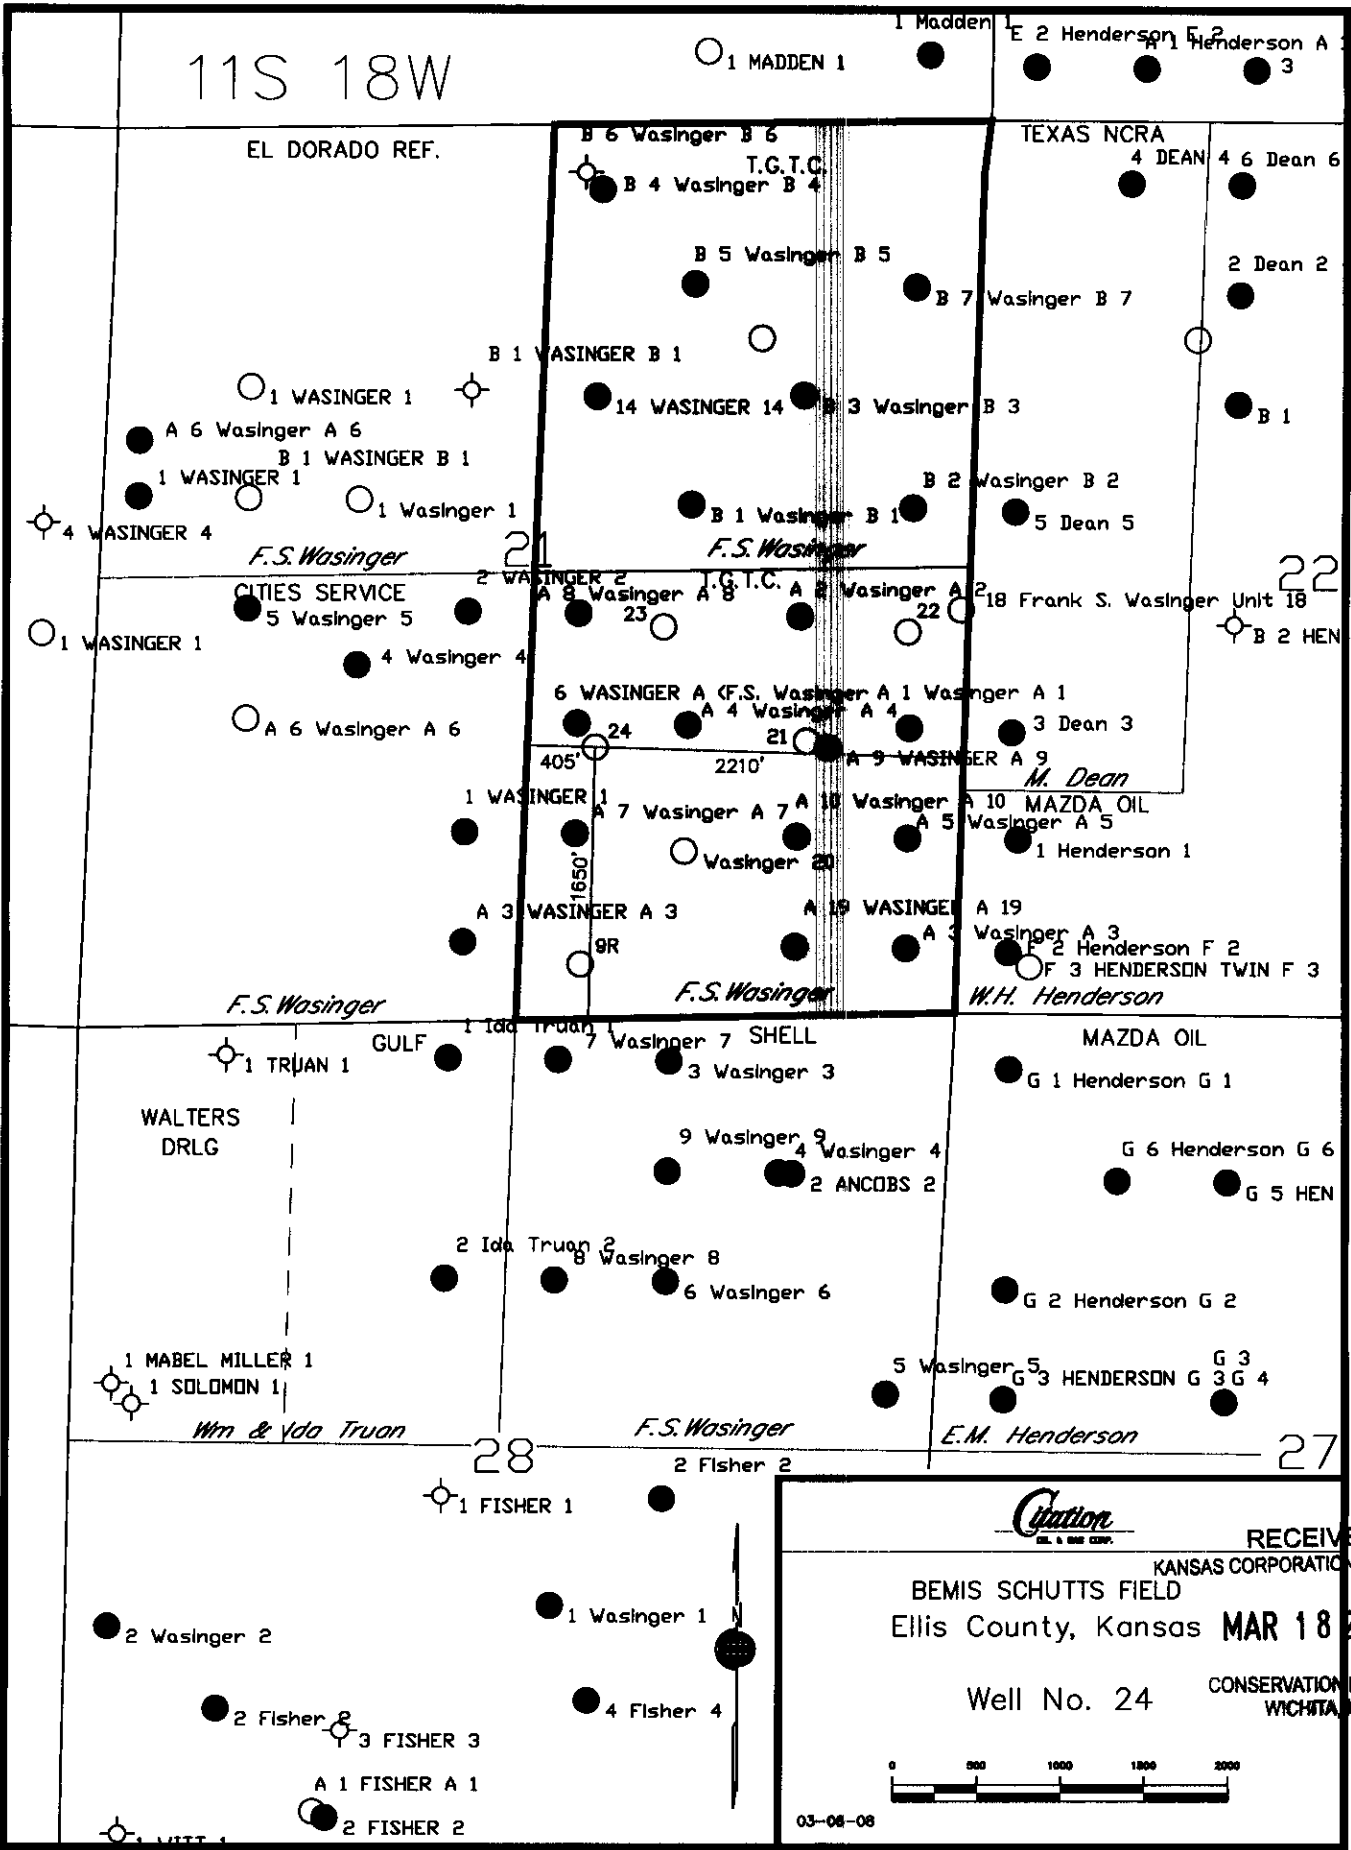 1 Madden 1
E 2 Henderson E 2
A 1 Henderson A 1
1 MADDEN 1
3
11S 18W
EL DORADO REF.
B 6 Wasinger B 6
T.G.T.C.
TEXAS NCRA
4 DEAN 4
6 Dean 6
B 4 Wasinger B 4
B 5 Wasinger B 5
2 Dean 2
B 7 Wasinger B 7
B 1 WASINGER B 1
1 WASINGER 1
14 WASINGER 14
B 3 Wasinger B 3
B 1
A 6 Wasinger A 6
B 1 WASINGER B 1
1 WASINGER 1
B 2 Wasinger B 2
1 Wasinger 1
B 1 Wasinger B 1
5 Dean 5
4 WASINGER 4
F.S. Wasinger
21
F.S. Wasinger
22
CITIES SERVICE
2 WASINGER 2
T.G.T.C.
A 8 Wasinger A 8
A 2 Wasinger A 2
5 Wasinger 5
23
22
18 Frank S. Wasinger Unit 18
1 WASINGER 1
B 2 HEN
4 Wasinger 4
6 WASINGER A (F.S. Wasinger
A 1 Wasinger A 1
A 4 Wasinger A 4
A 6 Wasinger A 6
3 Dean 3
24
21
405'
2210'
A 9 WASINGER A 9
M. Dean
1 WASINGER 1
A 7 Wasinger A 7
A 10 Wasinger A 10
MAZDA OIL
A 5 Wasinger A 5
1 Henderson 1
Wasinger 20
1650'
A 3 WASINGER A 3
A 19 WASINGER A 19
A 3 Wasinger A 3
9R
F 2 Henderson F 2
F 3 HENDERSON TWIN F 3
F.S. Wasinger
F.S. Wasinger
W.H. Henderson
GULF
1 Ida Truan 1
7 Wasinger 7
SHELL
MAZDA OIL
1 TRUAN 1
3 Wasinger 3
G 1 Henderson G 1
WALTERS
DRLG
9 Wasinger 9
4 Wasinger 4
G 6 Henderson G 6
2 ANCOBS 2
G 5 HEN
2 Ida Truan 2
8 Wasinger 8
6 Wasinger 6
G 2 Henderson G 2
1 MABEL MILLER 1
1 SOLOMON 1
5 Wasinger 5
G 3 HENDERSON G 3
G 3
G 4
Wm & Ida Truan
F.S. Wasinger
E.M. Henderson
28
27
2 Fisher 2
1 FISHER 1
Citation
OIL & GAS CORP.
RECEIVE
KANSAS CORPORATIO
BEMIS SCHUTTS FIELD
Ellis County, Kansas
MAR 18 2
1 Wasinger 1
N
2 Wasinger 2
Well No. 24
CONSERVATION
WICHITA,
4 Fisher 4
2 Fisher 2
3 FISHER 3
0 500 1000 1500 2000
A 1 FISHER A 1
2 FISHER 2
03-06-08
1 WITT 1